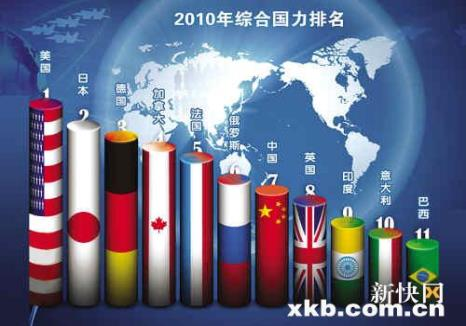 2010年综合国力排名
美国
1
日本
2
德国
3
加拿大
4
法国
5
俄罗斯
6
中国
7
英国
8
印度
9
意大利
10
巴西
11
新快网
xkb.com.cn